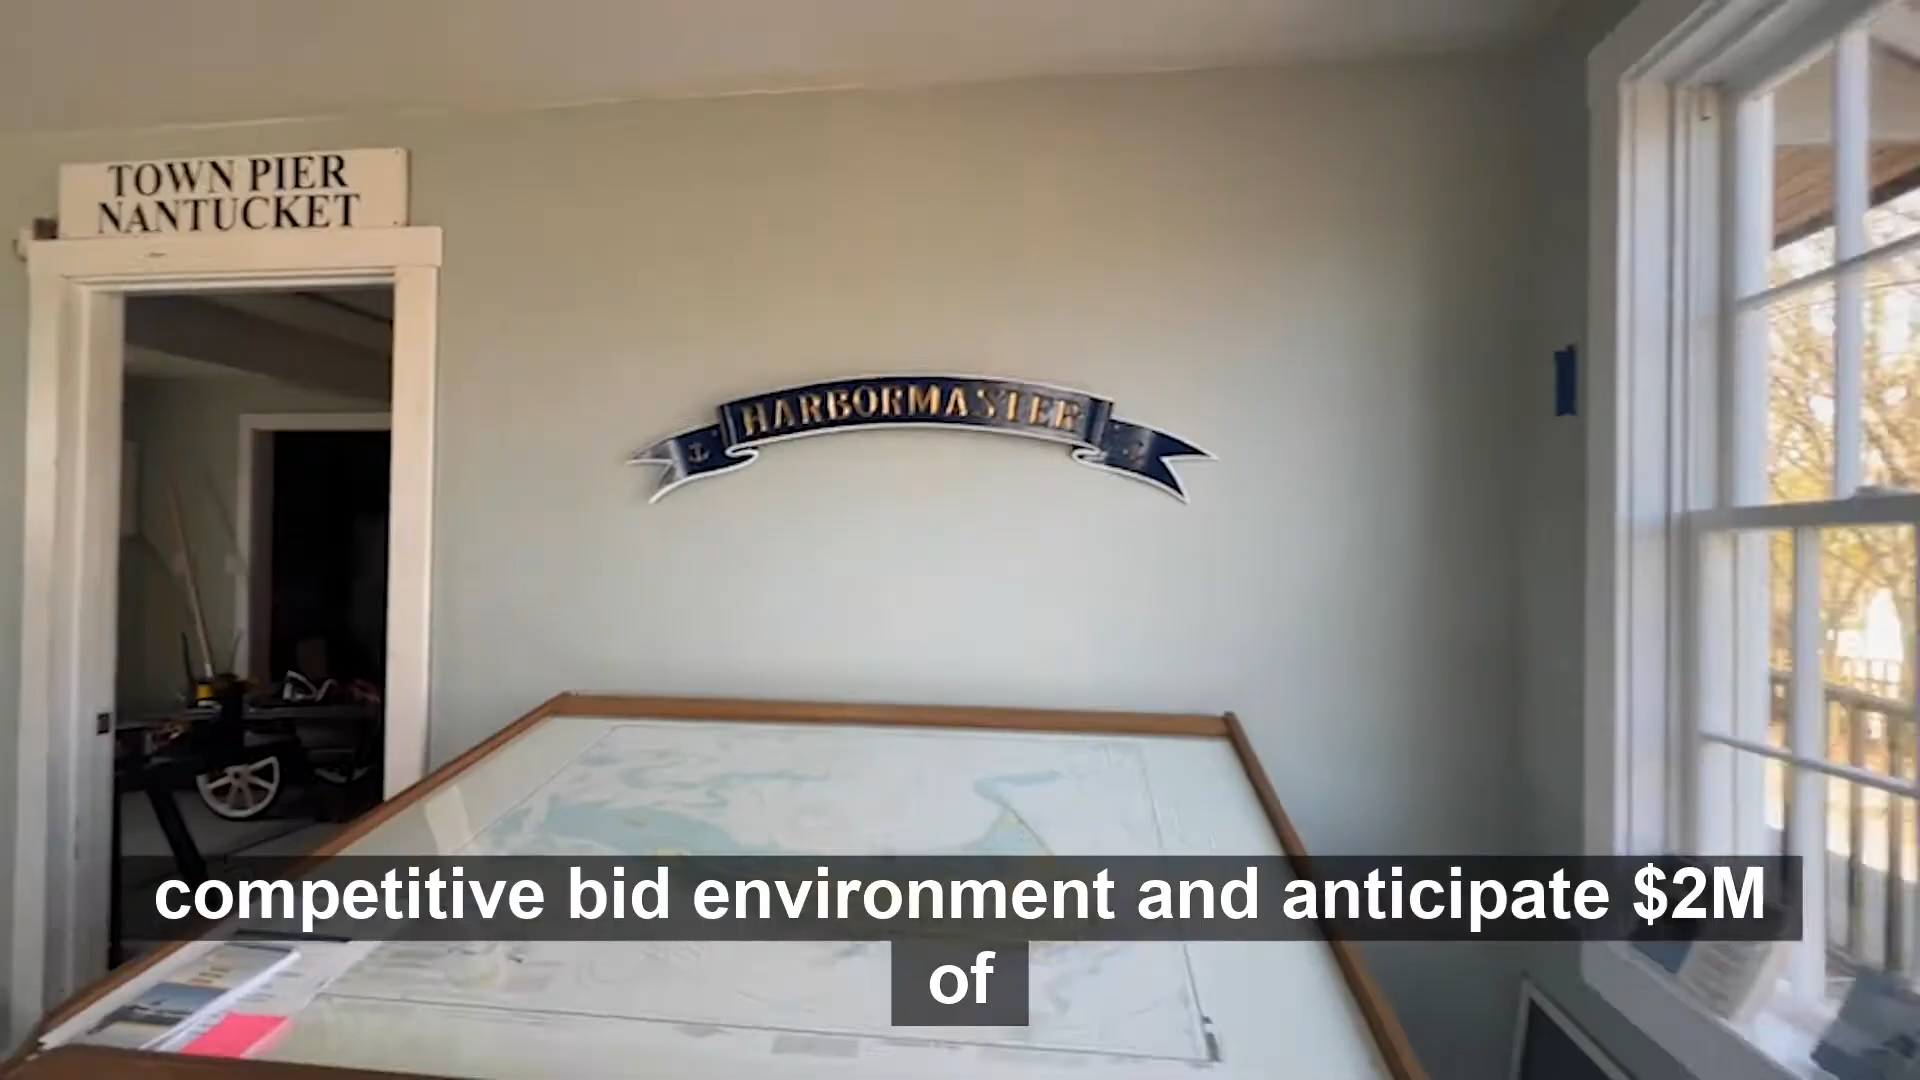 TOWN PIER
NANTUCKET
HARBORMASTER
competitive bid environment and anticipate $2M
of